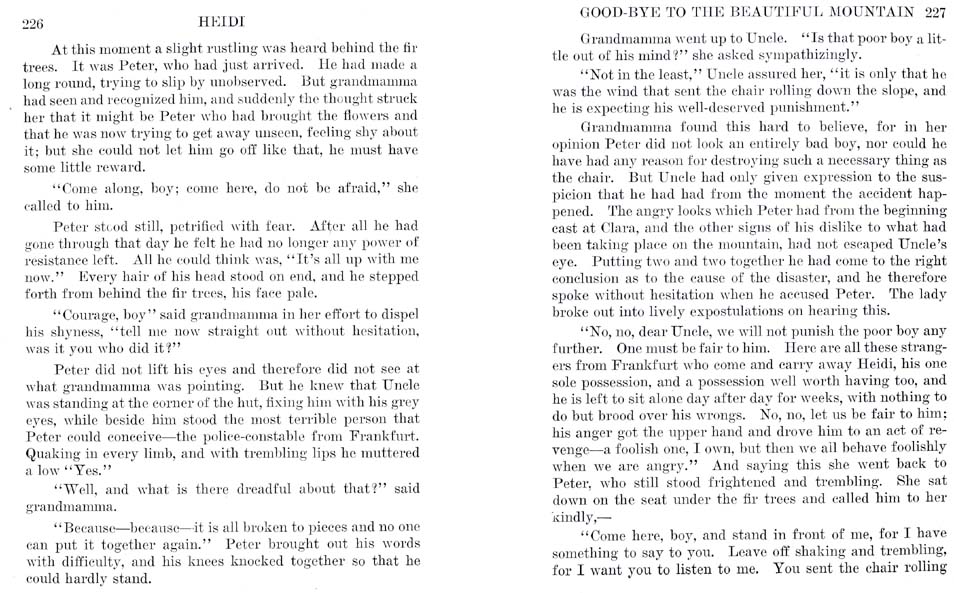 226 HEIDI
At this moment a slight rustling was heard behind the fir
trees. It was Peter, who had just arrived. He had made a
long round, trying to slip by unobserved. But grandmamma
had seen and recognized him, and suddenly the thought struck
her that it might be Peter who had brought the flowers and
that he was now trying to get away unseen, feeling shy about
it; but she could not let him go off like that, he must have
some little reward.
“Come along, boy; come here, do not be afraid,” she
called to him.
Peter stood still, petrified with fear. After all he had
gone through that day he felt he had no longer any power of
resistance left. All he could think was, “It’s all up with me
now.” Every hair of his head stood on end, and he stepped
forth from behind the fir trees, his face pale.
“Courage, boy” said grandmamma in her effort to dispel
his shyness, “tell me now straight out without hesitation,
was it you who did it?”
Peter did not lift his eyes and therefore did not see at
what grandmamma was pointing. But he knew that Uncle
was standing at the corner of the hut, fixing him with his grey
eyes, while beside him stood the most terrible person that
Peter could conceive—the police-constable from Frankfurt.
Quaking in every limb, and with trembling lips he muttered
a low “Yes.”
“Well, and what is there dreadful about that?” said
grandmamma.
“Because—because—it is all broken to pieces and no one
can put it together again.” Peter brought out his words
with difficulty, and his knees knocked together so that he
could hardly stand.
GOOD-BYE TO THE BEAUTIFUL MOUNTAIN 227
Grandmamma went up to Uncle. “Is that poor boy a lit-
tle out of his mind?” she asked sympathizingly.
“Not in the least,” Uncle assured her, “it is only that he
was the wind that sent the chair rolling down the slope, and
he is expecting his well-deserved punishment.”
Grandmamma found this hard to believe, for in her
opinion Peter did not look an entirely bad boy, nor could he
have had any reason for destroying such a necessary thing as
the chair. But Uncle had only given expression to the sus-
picion that he had had from the moment the accident hap-
pened. The angry looks which Peter had from the beginning
cast at Clara, and the other signs of his dislike to what had
been taking place on the mountain, had not escaped Uncle’s
eye. Putting two and two together he had come to the right
conclusion as to the cause of the disaster, and he therefore
spoke without hesitation when he accused Peter. The lady
broke out into lively expostulations on hearing this.
“No, no, dear Uncle, we will not punish the poor boy any
further. One must be fair to him. Here are all these strang-
ers from Frankfurt who come and carry away Heidi, his one
sole possession, and a possession well worth having too, and
he is left to sit alone day after day for weeks, with nothing to
do but brood over his wrongs. No, no, let us be fair to him;
his anger got the upper hand and drove him to an act of re-
venge—a foolish one, I own, but then we all behave foolishly
when we are angry.” And saying this she went back to
Peter, who still stood frightened and trembling. She sat
down on the seat under the fir trees and called him to her
kindly,—
“Come here, boy, and stand in front of me, for I have
something to say to you. Leave off shaking and trembling,
for I want you to listen to me. You sent the chair rolling